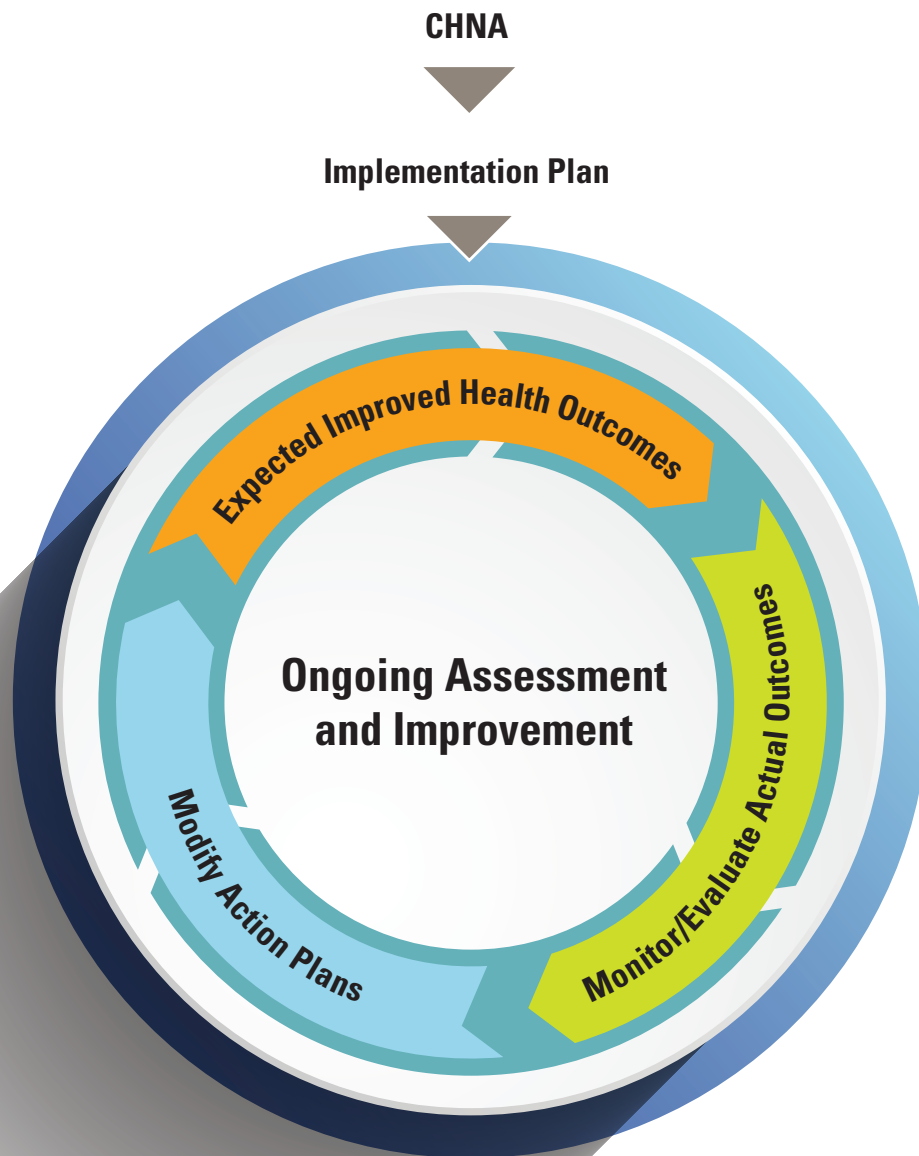 CHNA
Implementation Plan
Expected Improved Health Outcomes
Monitor/Evaluate Actual Outcomes
Modify Action Plans
Ongoing Assessment
and Improvement